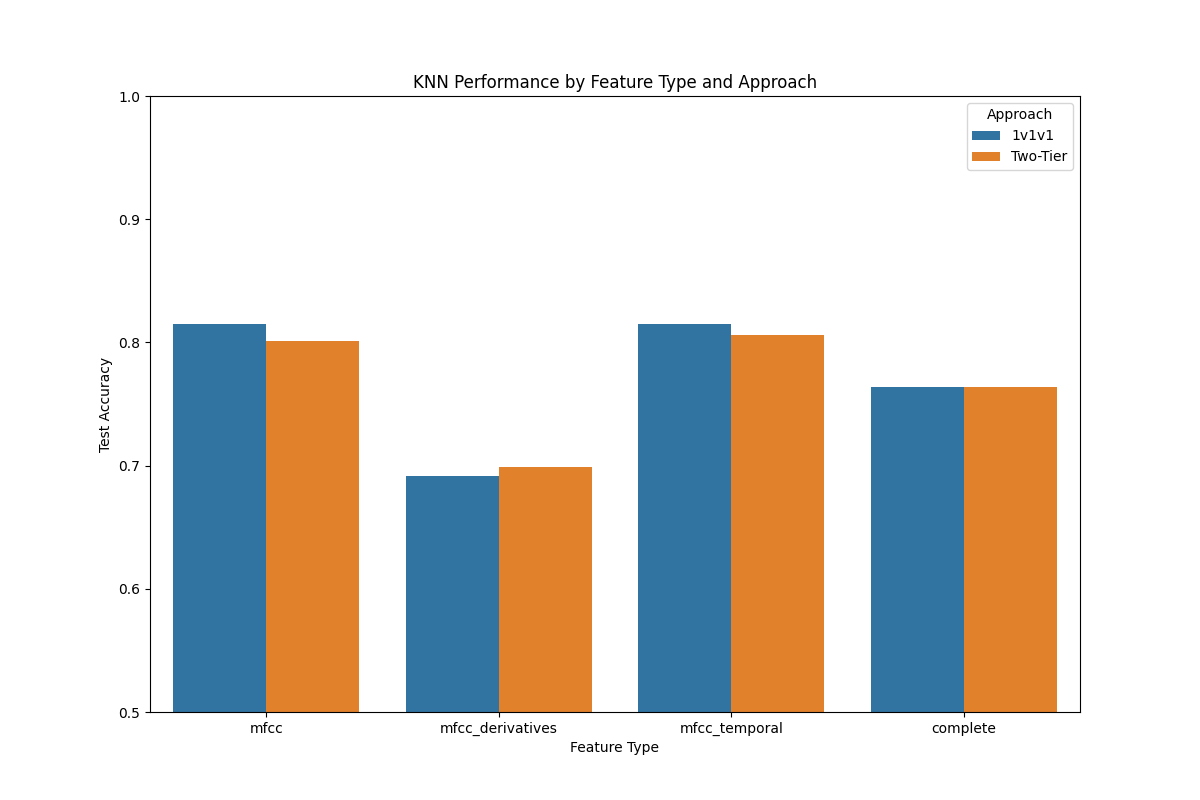 KNN Performance by Feature Type and Approach
1.0
0.9
0.8
0.7
0.6
0.5
Test Accuracy
Approach
1v1v1
Two-Tier
mfcc
mfcc_derivatives
mfcc_temporal
complete
Feature Type